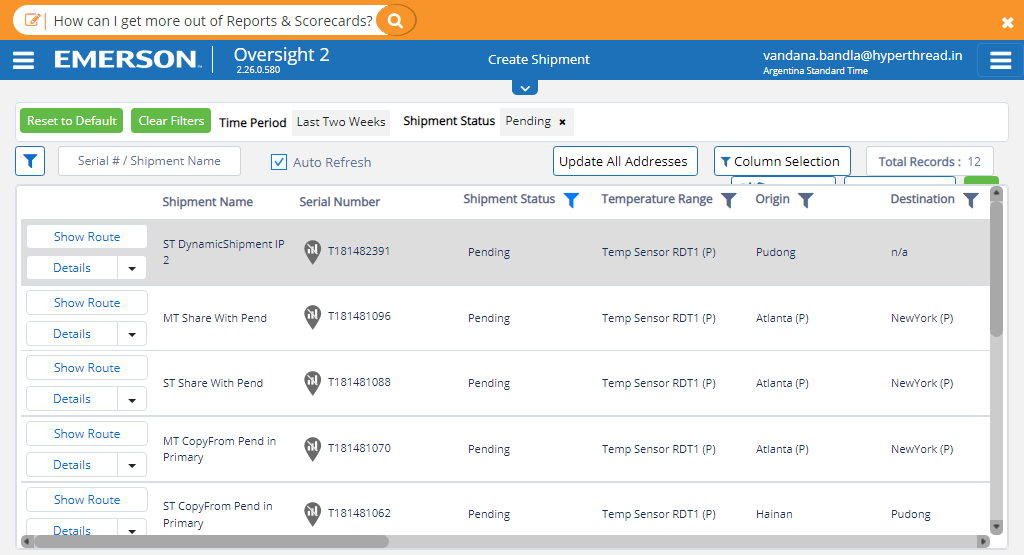 How can I get more out of Reports & Scorecards?
EMERSON.
Oversight 2
2.26.0.580
Create Shipment
vandana.bandla@hyperthread.in
Argentina Standard Time
Reset to Default
Clear Filters
Time Period
Last Two Weeks
Shipment Status
Pending ×
Serial # / Shipment Name
Auto Refresh
Update All Addresses
Column Selection
Total Records : 12
Shipment Name
Serial Number
Shipment Status
Temperature Range
Origin
Destination
Show Route
Details
ST DynamicShipment IP
2
T181482391
Pending
Temp Sensor RDT1 (P)
Pudong
n/a
Show Route
Details
MT Share With Pend
T181481096
Pending
Temp Sensor RDT1 (P)
Atlanta (P)
NewYork (P)
Show Route
Details
ST Share With Pend
T181481088
Pending
Temp Sensor RDT1 (P)
Atlanta (P)
NewYork (P)
Show Route
Details
MT CopyFrom Pend in
Primary
T181481070
Pending
Temp Sensor RDT1 (P)
Atlanta (P)
NewYork (P)
Show Route
Details
ST CopyFrom Pend in
Primary
T181481062
Pending
Temp Sensor RDT1 (P)
Hainan
Pudong